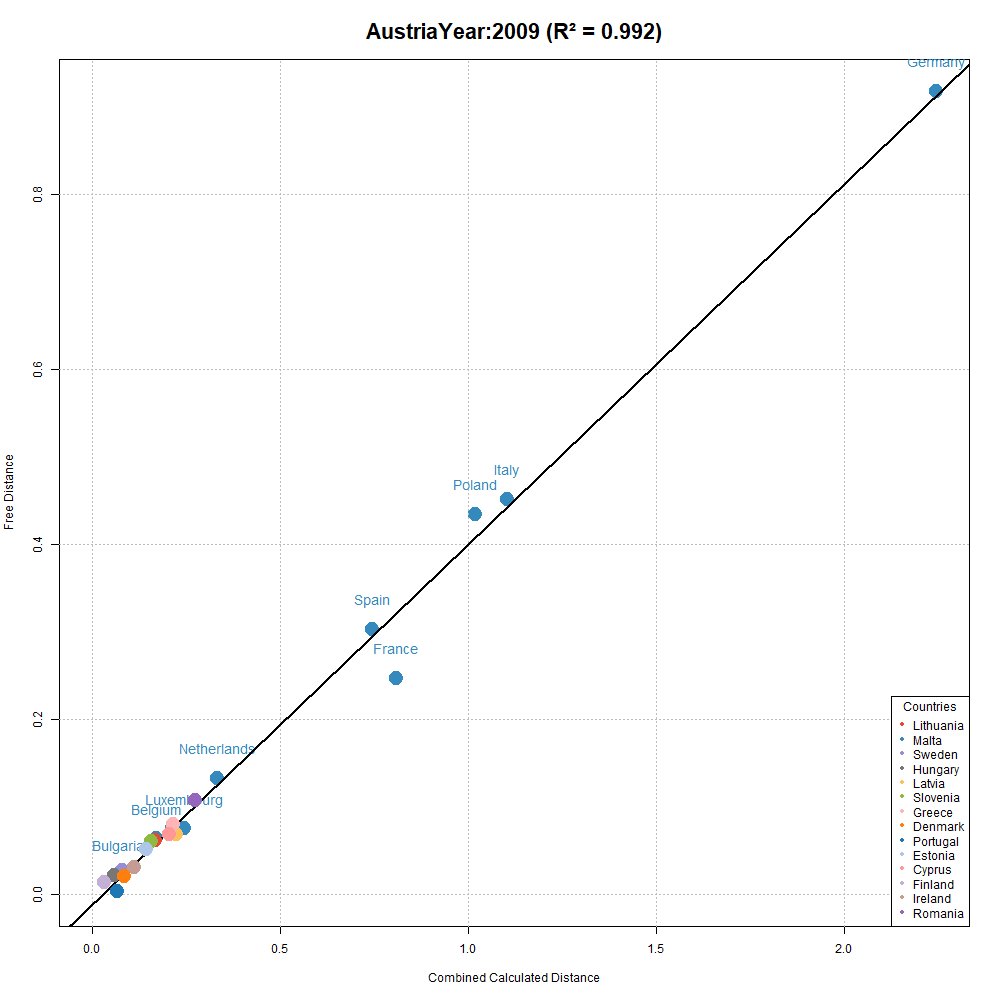 AustriaYear:2009 (R² = 0.992)
Germany
0.8
0.6
Italy
Poland
Free Distance
0.4
Spain
France
0.2
Netherlands
Luxembourg
Belgium
Bulgaria
0.0
Countries
Lithuania
Malta
Sweden
Hungary
Latvia
Slovenia
Greece
Denmark
Portugal
Estonia
Cyprus
Finland
Ireland
Romania
0.0 0.5 1.0 1.5 2.0
Combined Calculated Distance